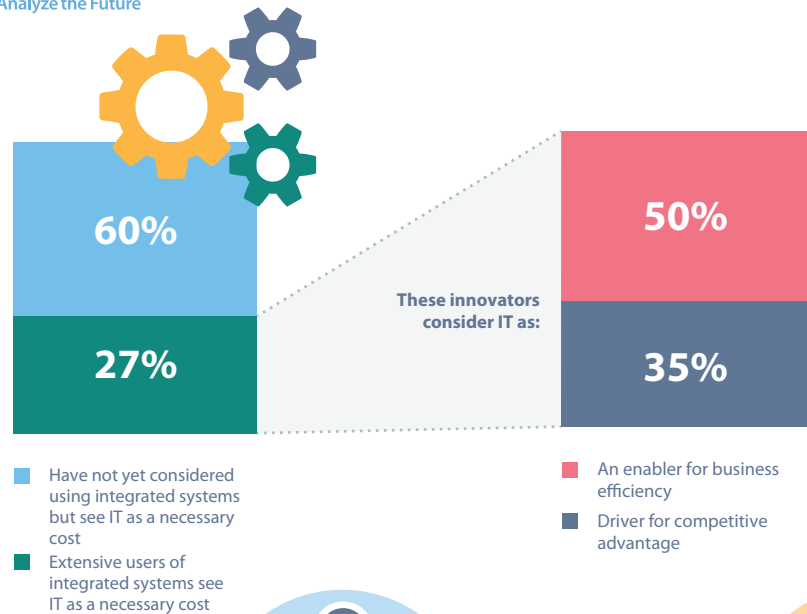 Analyze the Future
60%
27%
These innovators
consider IT as:
50%
35%
Have not yet considered
using integrated systems
but see IT as a necessary
cost
Extensive users of
integrated systems see
IT as a necessary cost
An enabler for business
efficiency
Driver for competitive
advantage